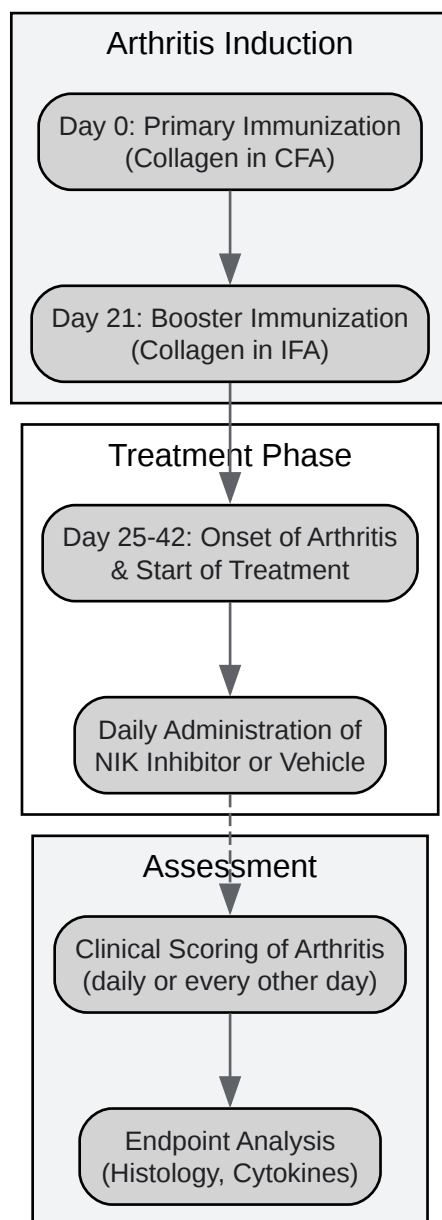 Arthritis Induction
Day 0: Primary Immunization
(Collagen in CFA)
Day 21: Booster Immunization
(Collagen in IFA)
Treatment Phase
Day 25-42: Onset of Arthritis
& Start of Treatment
Daily Administration of
NIK Inhibitor or Vehicle
Assessment
Clinical Scoring of Arthritis
(daily or every other day)
Endpoint Analysis
(Histology, Cytokines)